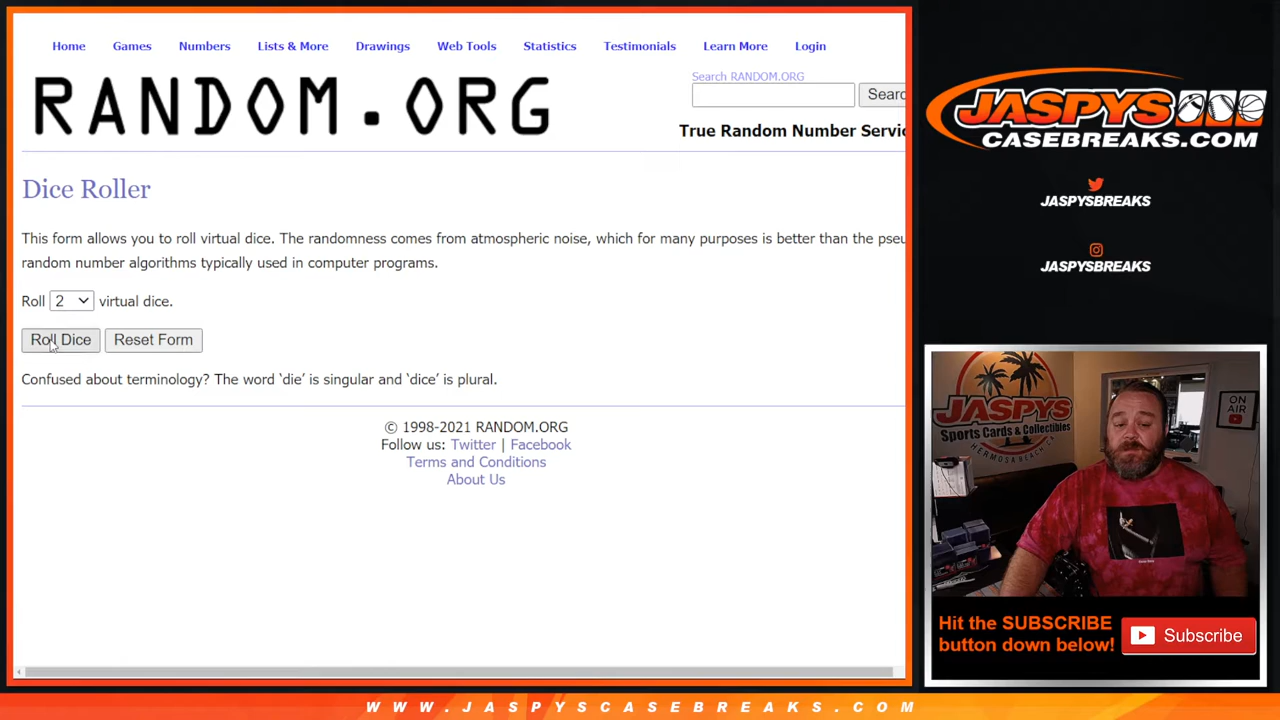 Home Games Numbers Lists & More Drawings Web Tools Statistics Testimonials Learn More Login
RANDOM.ORG
Search RANDOM.ORG
Searc
True Random Number Servic
Dice Roller
This form allows you to roll virtual dice. The randomness comes from atmospheric noise, which for many purposes is better than the pseu
random number algorithms typically used in computer programs.
Roll 2 virtual dice.
Roll Dice Reset Form
Confused about terminology? The word ‘die’ is singular and ‘dice’ is plural.
© 1998-2021 RANDOM.ORG
Follow us: Twitter | Facebook
Terms and Conditions
About Us
JASPYS
CASEBREAKS.COM
JASPYSBREAKS
JASPYSBREAKS
JASPYS
Sports Cards & Collectibles
HERMOSA BEACH, CA
ON
AIR
Hit the SUBSCRIBE
button down below!
Subscribe
WWW.JASPYSCASEBREAKS.COM